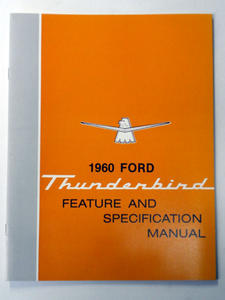 1960 FORD
Thunderbird
FEATURE AND
SPECIFICATION
MANUAL